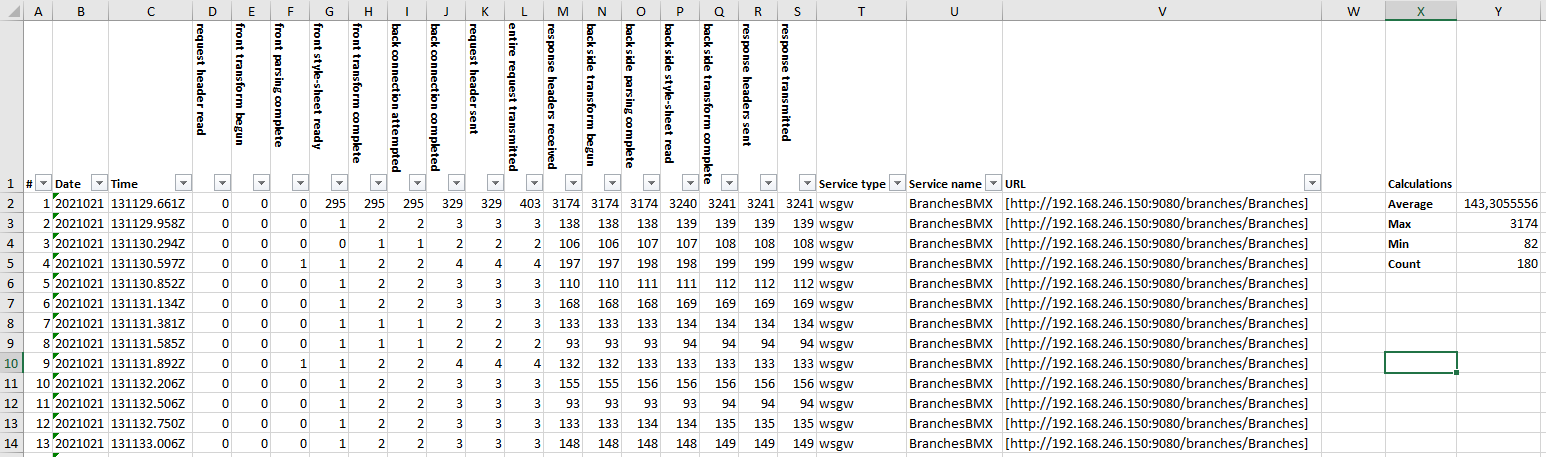 A B C D E F G H I J K L M N O P Q R S T U V W X Y
request header read
front transform begun
front parsing complete
front style-sheet ready
front transform complete
back connection attempted
back connection completed
request header sent
entire request transmitted
response headers received
back side transform begun
back side parsing complete
back side style-sheet read
back side transform complete
response headers sent
response transmitted
1 # Date Time Service type Service name URL Calculations
2 1 2021021 131129.661Z 0 0 0 295 295 295 329 329 403 3174 3174 3174 3240 3241 3241 3241 wsgw BranchesBMX [http://192.168.246.150:9080/branches/Branches] Average 143,3055556
3 2 2021021 131129.958Z 0 0 0 1 2 2 3 3 3 138 138 138 139 139 139 139 wsgw BranchesBMX [http://192.168.246.150:9080/branches/Branches] Max 3174
4 3 2021021 131130.294Z 0 0 0 0 1 1 2 2 2 106 106 107 107 108 108 108 wsgw BranchesBMX [http://192.168.246.150:9080/branches/Branches] Min 82
5 4 2021021 131130.597Z 0 0 1 1 2 2 4 4 4 197 197 198 198 199 199 199 wsgw BranchesBMX [http://192.168.246.150:9080/branches/Branches] Count 180
6 5 2021021 131130.852Z 0 0 0 1 2 2 3 3 3 110 110 111 111 112 112 112 wsgw BranchesBMX [http://192.168.246.150:9080/branches/Branches]
7 6 2021021 131131.134Z 0 0 0 1 2 2 3 3 3 168 168 168 169 169 169 169 wsgw BranchesBMX [http://192.168.246.150:9080/branches/Branches]
8 7 2021021 131131.381Z 0 0 0 1 1 1 2 2 3 133 133 133 134 134 134 134 wsgw BranchesBMX [http://192.168.246.150:9080/branches/Branches]
9 8 2021021 131131.585Z 0 0 0 1 1 1 2 2 2 93 93 93 94 94 94 94 wsgw BranchesBMX [http://192.168.246.150:9080/branches/Branches]
10 9 2021021 131131.892Z 0 0 1 1 2 2 4 4 4 132 132 133 133 133 133 133 wsgw BranchesBMX [http://192.168.246.150:9080/branches/Branches]
11 10 2021021 131132.206Z 0 0 0 1 2 2 3 3 3 155 155 156 156 156 156 156 wsgw BranchesBMX [http://192.168.246.150:9080/branches/Branches]
12 11 2021021 131132.506Z 0 0 0 1 2 2 3 3 3 93 93 93 93 94 94 94 wsgw BranchesBMX [http://192.168.246.150:9080/branches/Branches]
13 12 2021021 131132.750Z 0 0 0 1 2 2 3 3 3 133 133 134 134 135 135 135 wsgw BranchesBMX [http://192.168.246.150:9080/branches/Branches]
14 13 2021021 131133.006Z 0 0 0 1 2 2 3 3 3 148 148 148 149 149 149 149 wsgw BranchesBMX [http://192.168.246.150:9080/branches/Branches]